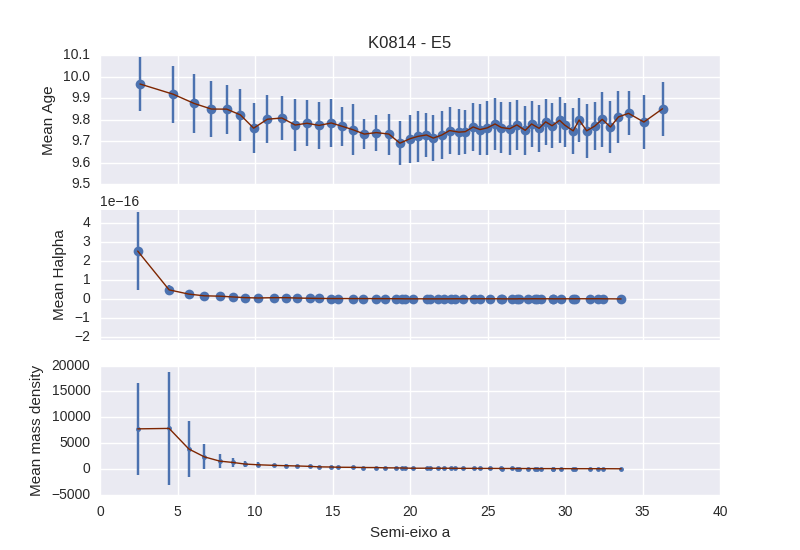 K0814 - E5
Mean Age
10.1
10.0
9.9
9.8
9.7
9.6
9.5
1e−16
Mean Halpha
4
3
2
1
0
−1
−2
Mean mass density
20000
15000
10000
5000
0
−5000
0 5 10 15 20 25 30 35 40
Semi-eixo a